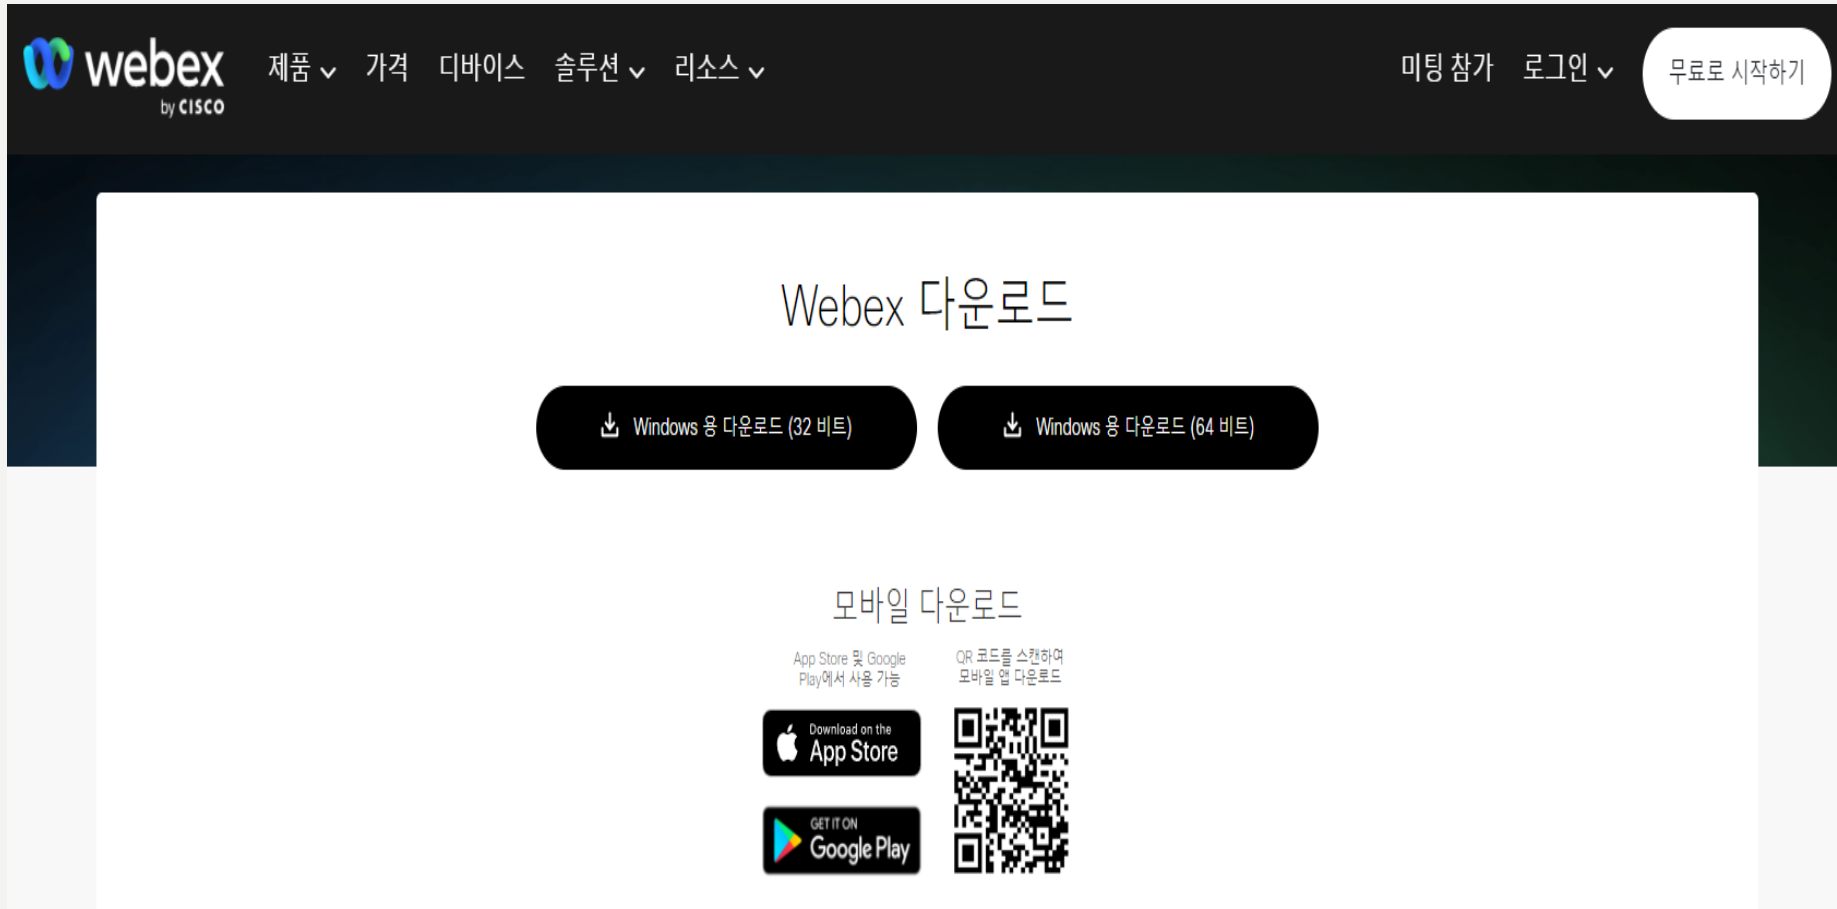 webex
by CISCO
제품 가격 디바이스 솔루션 리소스 미팅 참가 로그인 무료로 시작하기
Webex 다운로드
Windows 용 다운로드 (32 비트) Windows 용 다운로드 (64 비트)
모바일 다운로드
App Store 및 Google
Play에서 사용 가능
QR 코드를 스캔하여
모바일 앱 다운로드
Download on the
App Store
GET IT ON
Google Play